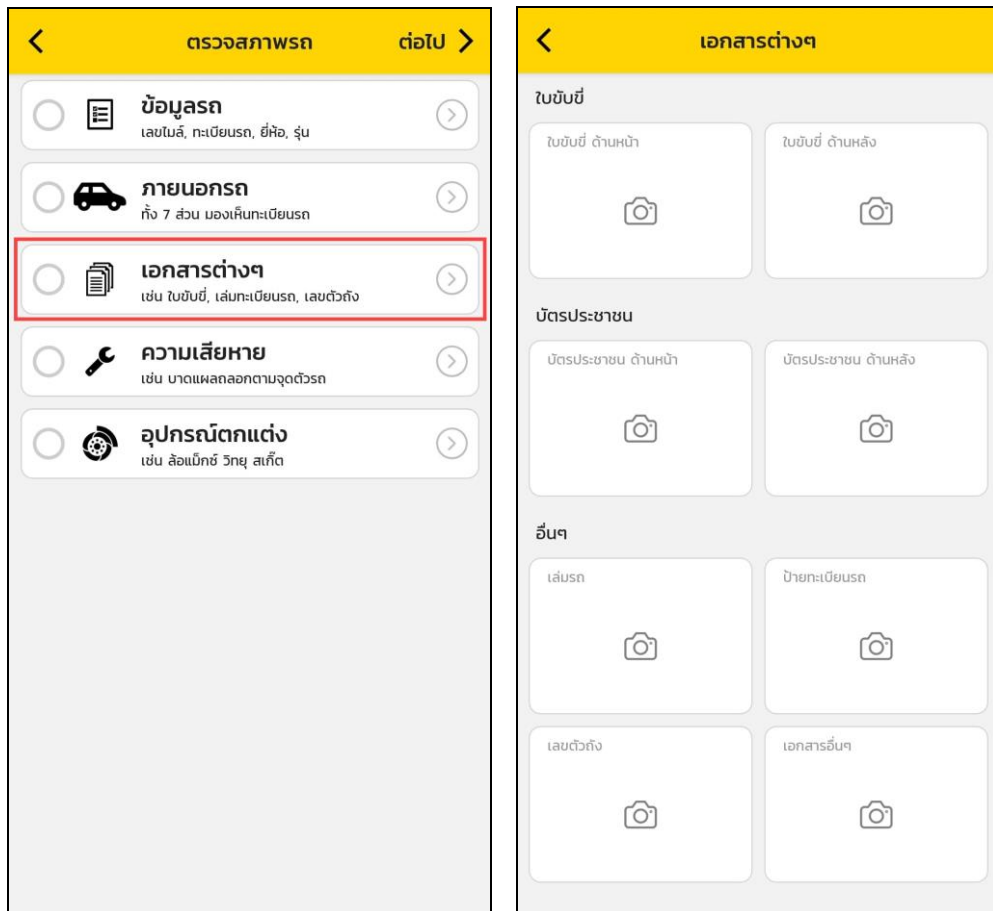 ตรวจสภาพรถ
ต่อไป
ข้อมูลรถ
เลขไมล์, ทะเบียนรถ, ยี่ห้อ, รุ่น
ภายนอกรถ
ทั้ง 7 ส่วน มองเห็นทะเบียนรถ
เอกสารต่างๆ
เช่น ใบขับขี่, เล่มทะเบียนรถ, เลขตัวถัง
ความเสียหาย
เช่น บาดแผลถลอกตามจุดตัวรถ
อุปกรณ์ตกแต่ง
เช่น ล้อแม็กซ์ วิทยุ สเกิ๊ต
เอกสารต่างๆ
ใบขับขี่
ใบขับขี่ ด้านหน้า
ใบขับขี่ ด้านหลัง
บัตรประชาชน
บัตรประชาชน ด้านหน้า
บัตรประชาชน ด้านหลัง
อื่นๆ
เล่มรถ
ป้ายทะเบียนรถ
เลขตัวถัง
เอกสารอื่นๆ